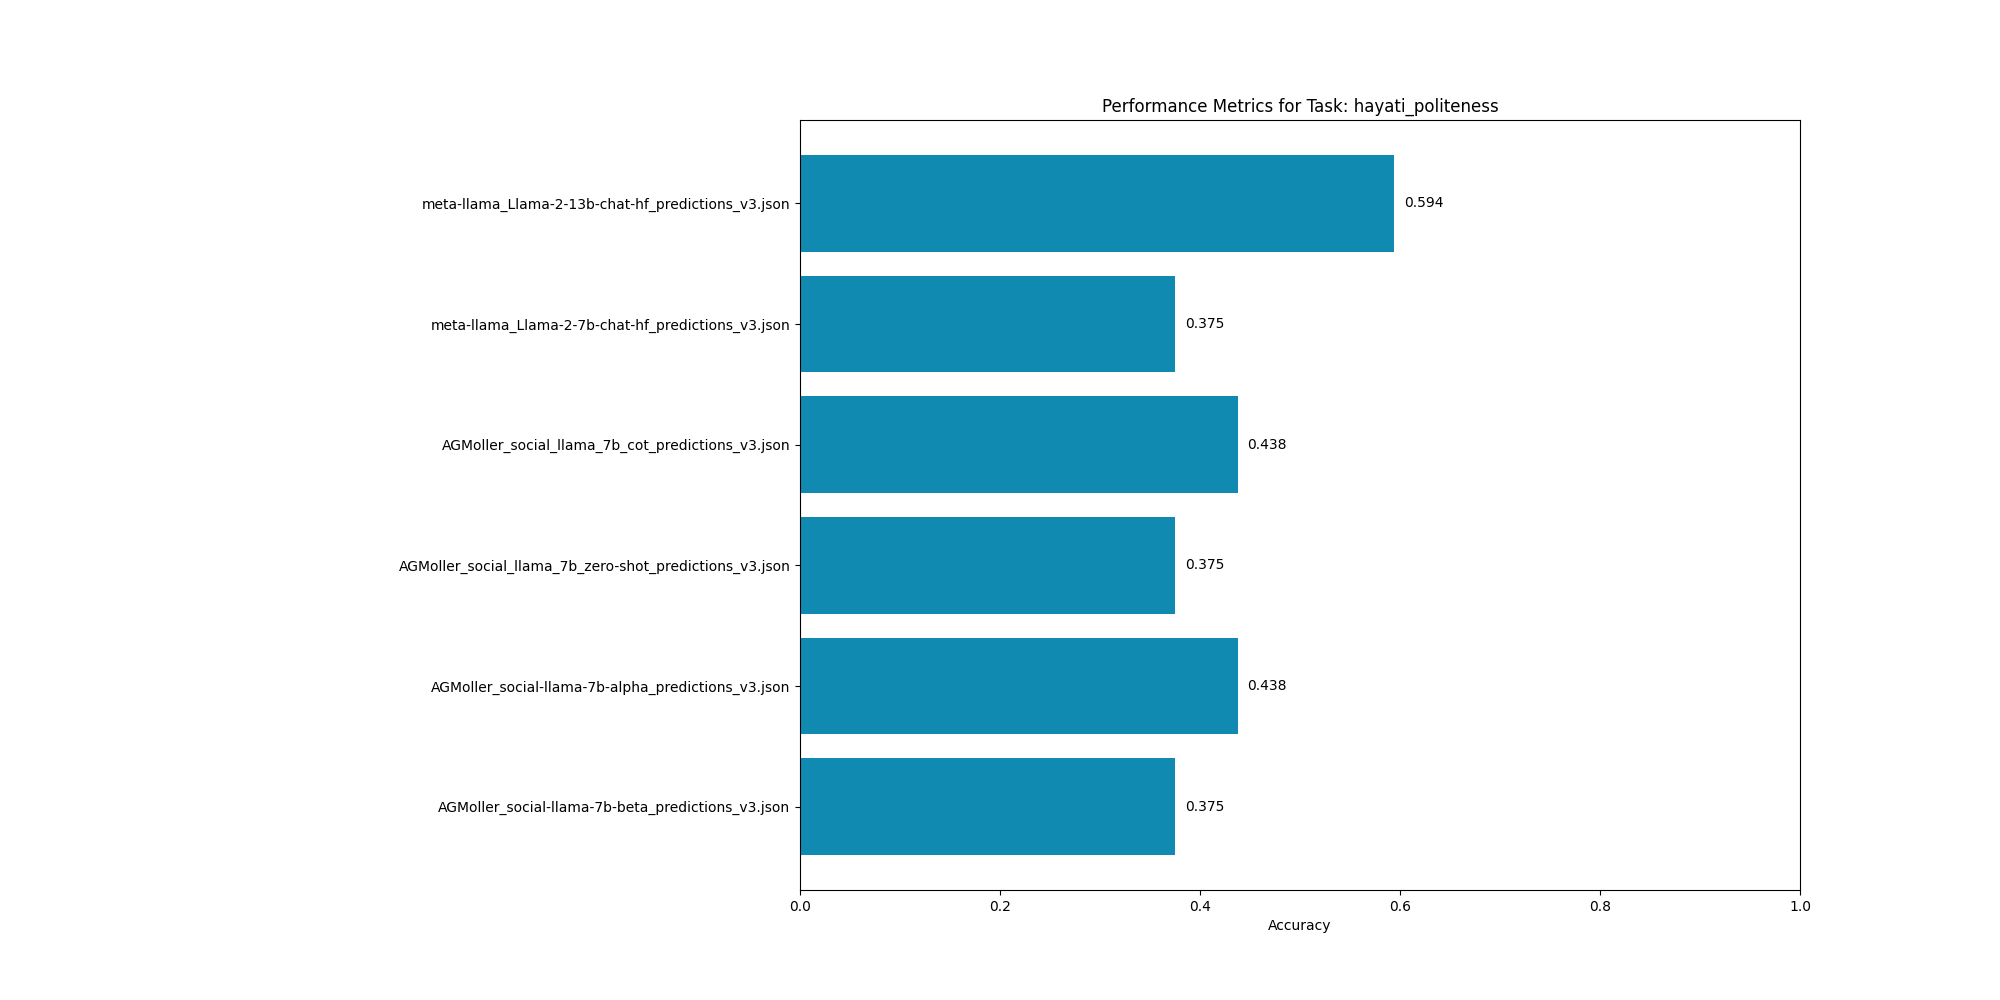 Performance Metrics for Task: hayati_politeness
meta-llama_Llama-2-13b-chat-hf_predictions_v3.json
0.594
meta-llama_Llama-2-7b-chat-hf_predictions_v3.json
0.375
AGMoller_social_llama_7b_cot_predictions_v3.json
0.438
AGMoller_social_llama_7b_zero-shot_predictions_v3.json
0.375
AGMoller_social-llama-7b-alpha_predictions_v3.json
0.438
AGMoller_social-llama-7b-beta_predictions_v3.json
0.375
0.0 0.2 0.4 0.6 0.8 1.0
Accuracy